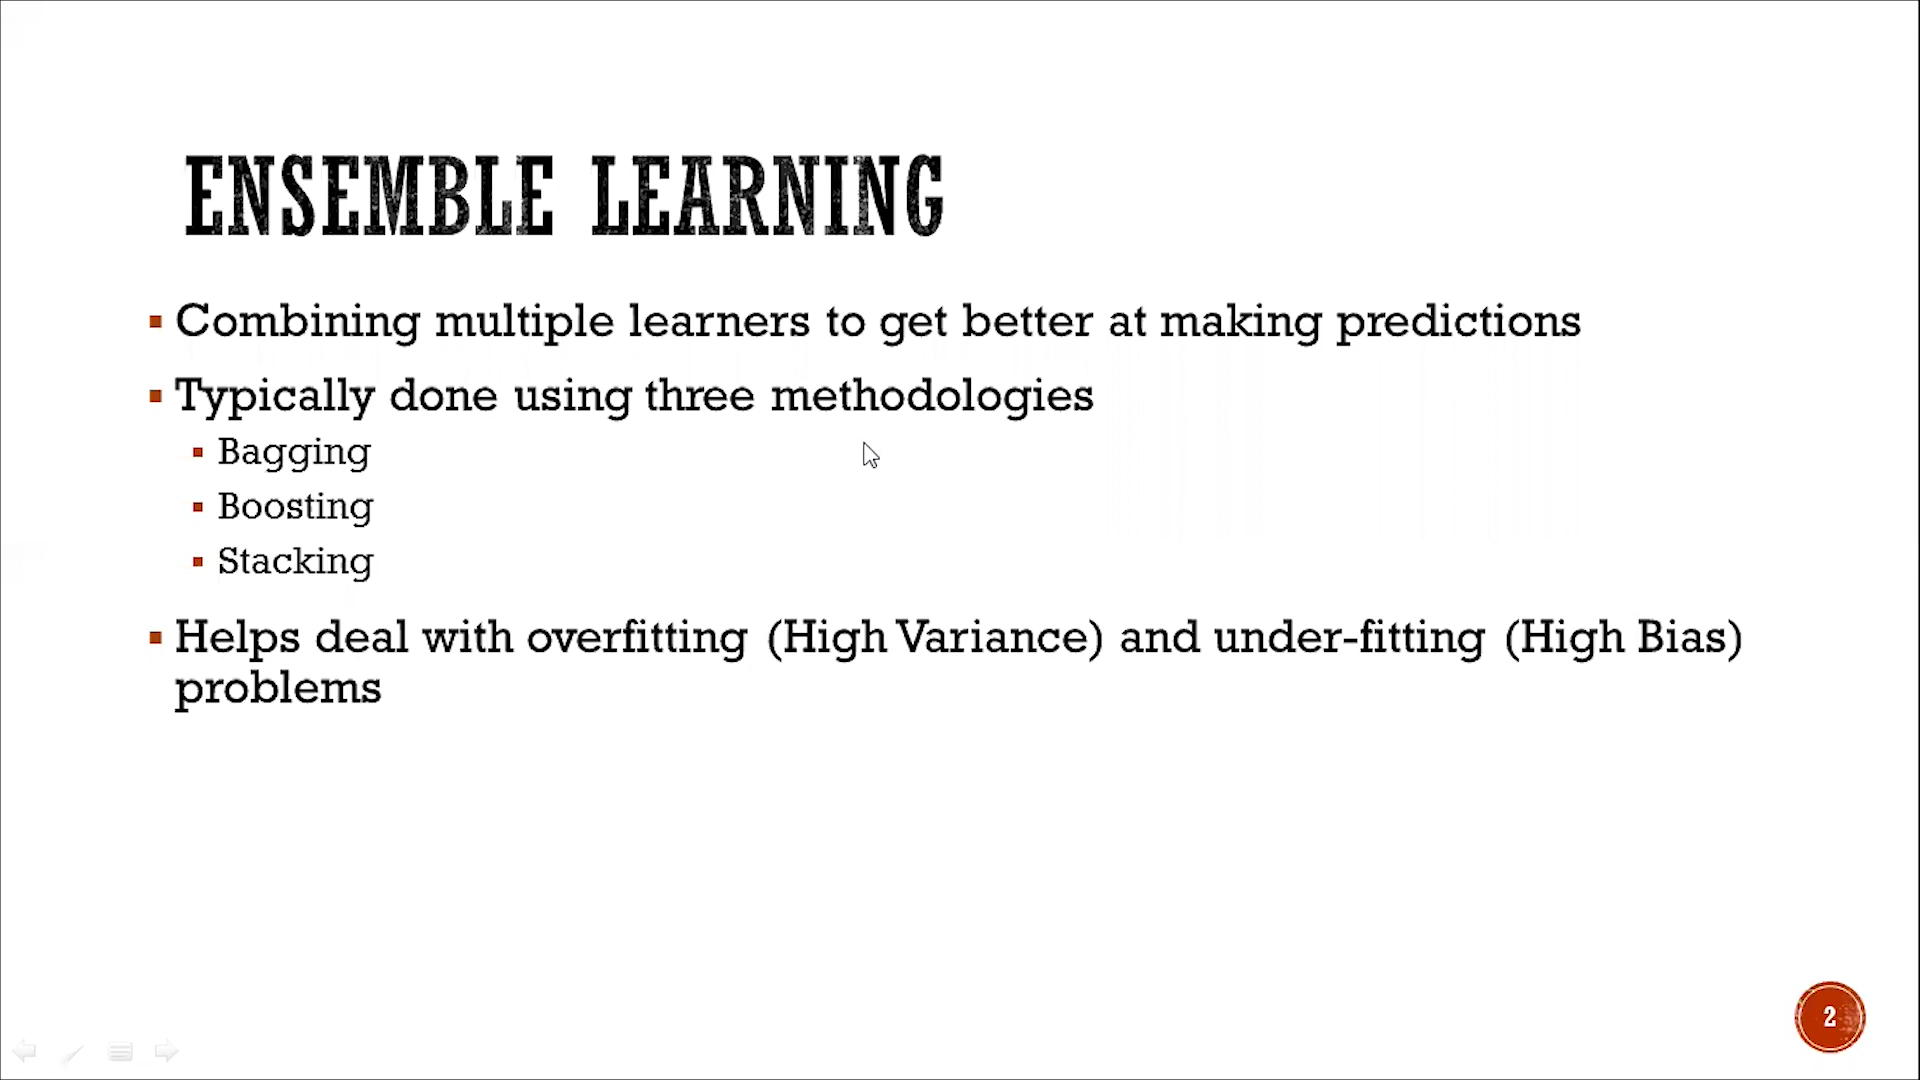 ENSEMBLE LEARNING
Combining multiple learners to get better at making predictions
Typically done using three methodologies
Bagging
Boosting
Stacking
Helps deal with overfitting (High Variance) and under-fitting (High Bias)
problems
2